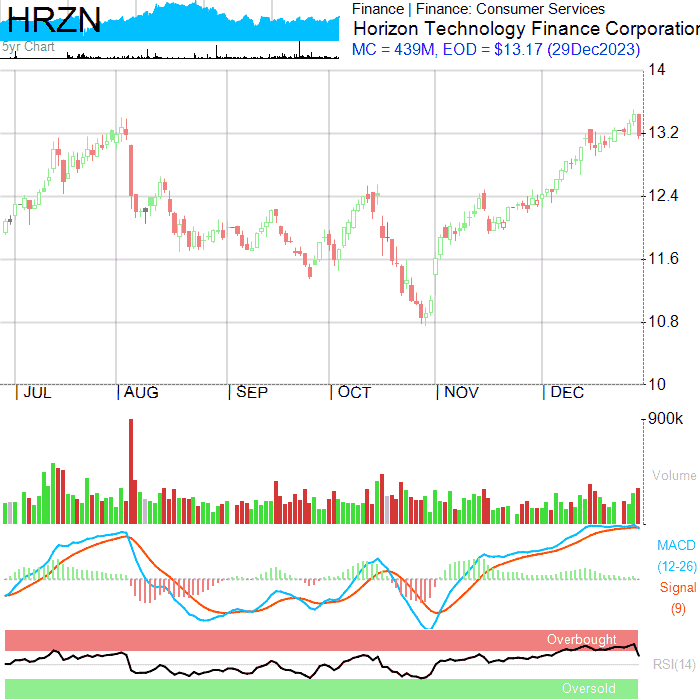 HRZN
5yr Chart
Finance | Finance: Consumer Services
Horizon Technology Finance Corporation
MC = 439M, EOD = $13.17 (29Dec2023)
14
13.2
12.4
11.6
10.8
10
JUL AUG SEP OCT NOV DEC
900k
Volume
MACD
(12-26)
Signal
(9)
Overbought
RSI(14)
Oversold